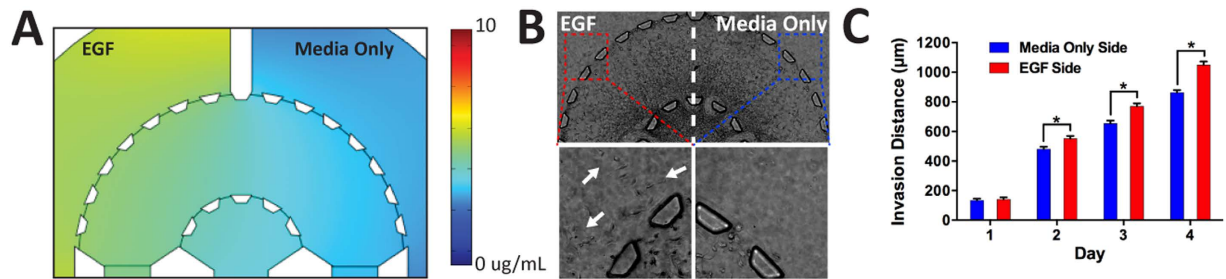 A
EGF
Media Only
10
0 ug/mL
B
EGF
Media Only
C
Invasion Distance (μm)
1200
1000
800
600
400
200
0
Media Only Side
EGF Side
*
*
*
1
2
3
4
Day